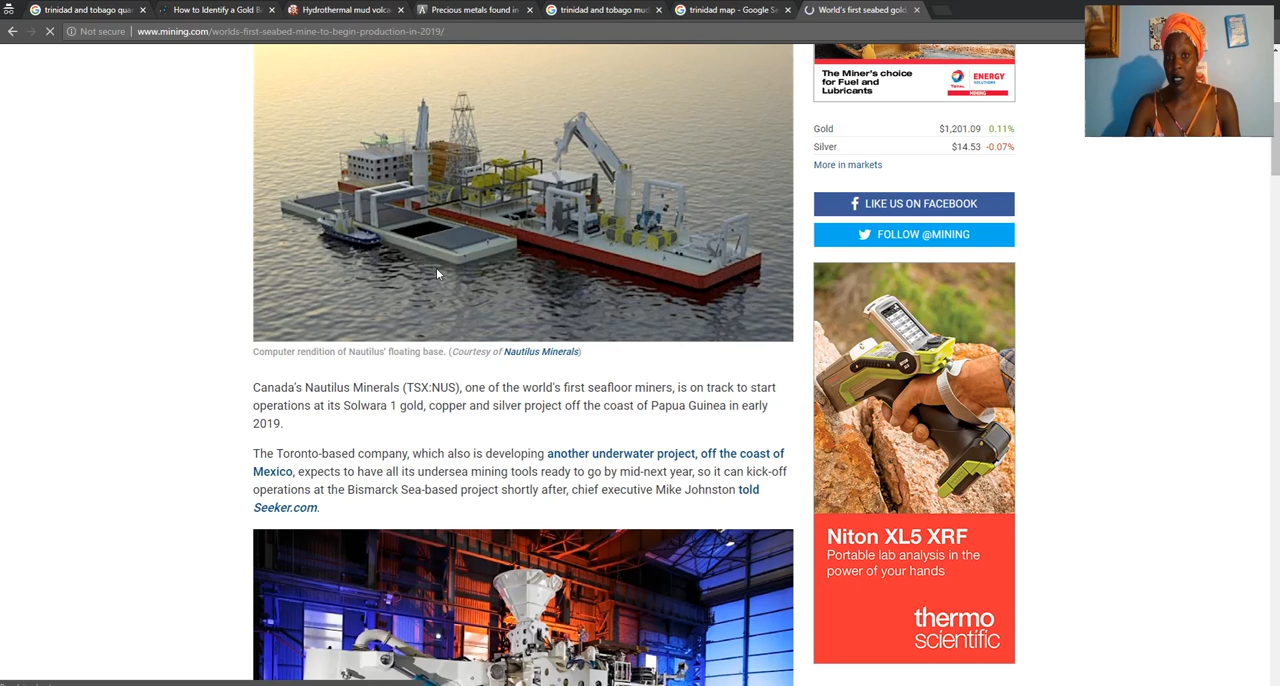 trinidad and tobago qua
How to Identify a Gold B
Hydrothermal mud volca
Precious metals found in
trinidad and tobago mud
trinidad map - Google Se
World's first seabed gold
Not secure | www.mining.com/worlds-first-seabed-mine-to-begin-production-in-2019/
The Miner's choice
for Fuel and
Lubricants
TOTAL
ENERGY
SOLUTIONS
MINING
Gold $1,201.09 0.11%
Silver $14.53 -0.07%
More in markets
LIKE US ON FACEBOOK
FOLLOW @MINING
Computer rendition of Nautilus' floating base. (Courtesy of Nautilus Minerals)
Canada's Nautilus Minerals (TSX:NUS), one of the world's first seafloor miners, is on track to start
operations at its Solwara 1 gold, copper and silver project off the coast of Papua Guinea in early
2019.
The Toronto-based company, which also is developing another underwater project, off the coast of
Mexico, expects to have all its undersea mining tools ready to go by mid-next year, so it can kick-off
operations at the Bismarck Sea-based project shortly after, chief executive Mike Johnston told
Seeker.com.
Niton XL5 XRF
Portable lab analysis in the
power of your hands
thermo
scientific